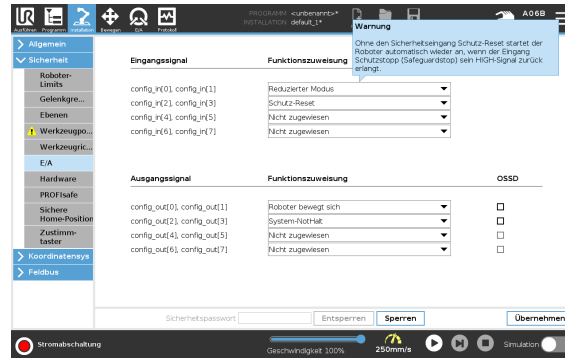 PROGRAMM <unbenannt>*
INSTALLATION default_1*
A06B
Ausführen Programm Installation Bewegen E/A Protokoll
Warnung
Ohne den Sicherheitseingang Schutz-Reset startet der
Roboter automatisch wieder an, wenn der Eingang
Schutzstopp (Safeguardstop) sein HIGH-Signal zurück
erlangt.
Allgemein
Sicherheit
Roboter-
Limits
Gelenkgre...
Ebenen
Werkzeugpo...
Werkzeugric...
E/A
Hardware
PROFIsafe
Sichere
Home-Position
Zustimm-
taster
Koordinatensys
Feldbus
Eingangssignal Funktionszuweisung
config_in[0], config_in[1] Reduzierter Modus
config_in[2], config_in[3] Schutz-Reset
config_in[4], config_in[5] Nicht zugewiesen
config_in[6], config_in[7] Nicht zugewiesen
Ausgangssignal Funktionszuweisung OSSD
config_out[0], config_out[1] Roboter bewegt sich
config_out[2], config_out[3] System-NotHalt
config_out[4], config_out[5] Nicht zugewiesen
config_out[6], config_out[7] Nicht zugewiesen
Sicherheitspasswort Entsperren Sperren Übernehmen
Stromabschaltung
Geschwindigkeit 100%
250mm/s
Simulation